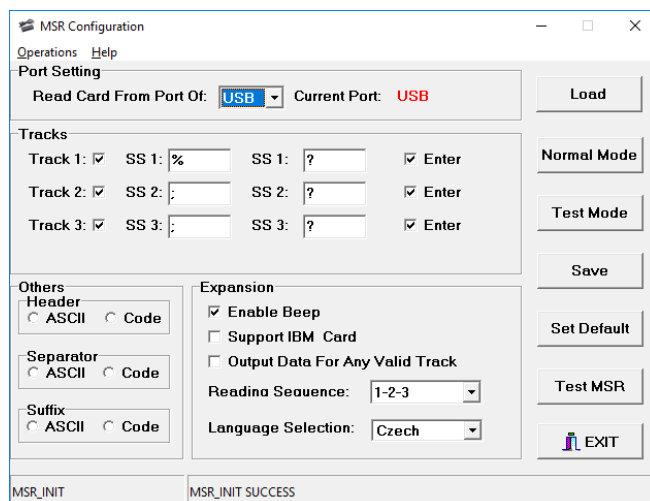 MSR Configuration
Operations Help
Port Setting
Read Card From Port Of: USB Current Port: USB
Load
Tracks
Track 1: SS 1: % SS 1: ? Enter
Normal Mode
Track 2: SS 2: ; SS 2: ? Enter
Track 3: SS 3: ; SS 3: ? Enter
Test Mode
Save
Others
Header
ASCII Code
Separator
ASCII Code
Suffix
ASCII Code
Expansion
Enable Beep
Support IBM Card
Output Data For Any Valid Track
Reading Sequence: 1-2-3
Language Selection: Czech
Set Default
Test MSR
EXIT
MSR_INIT MSR_INIT SUCCESS